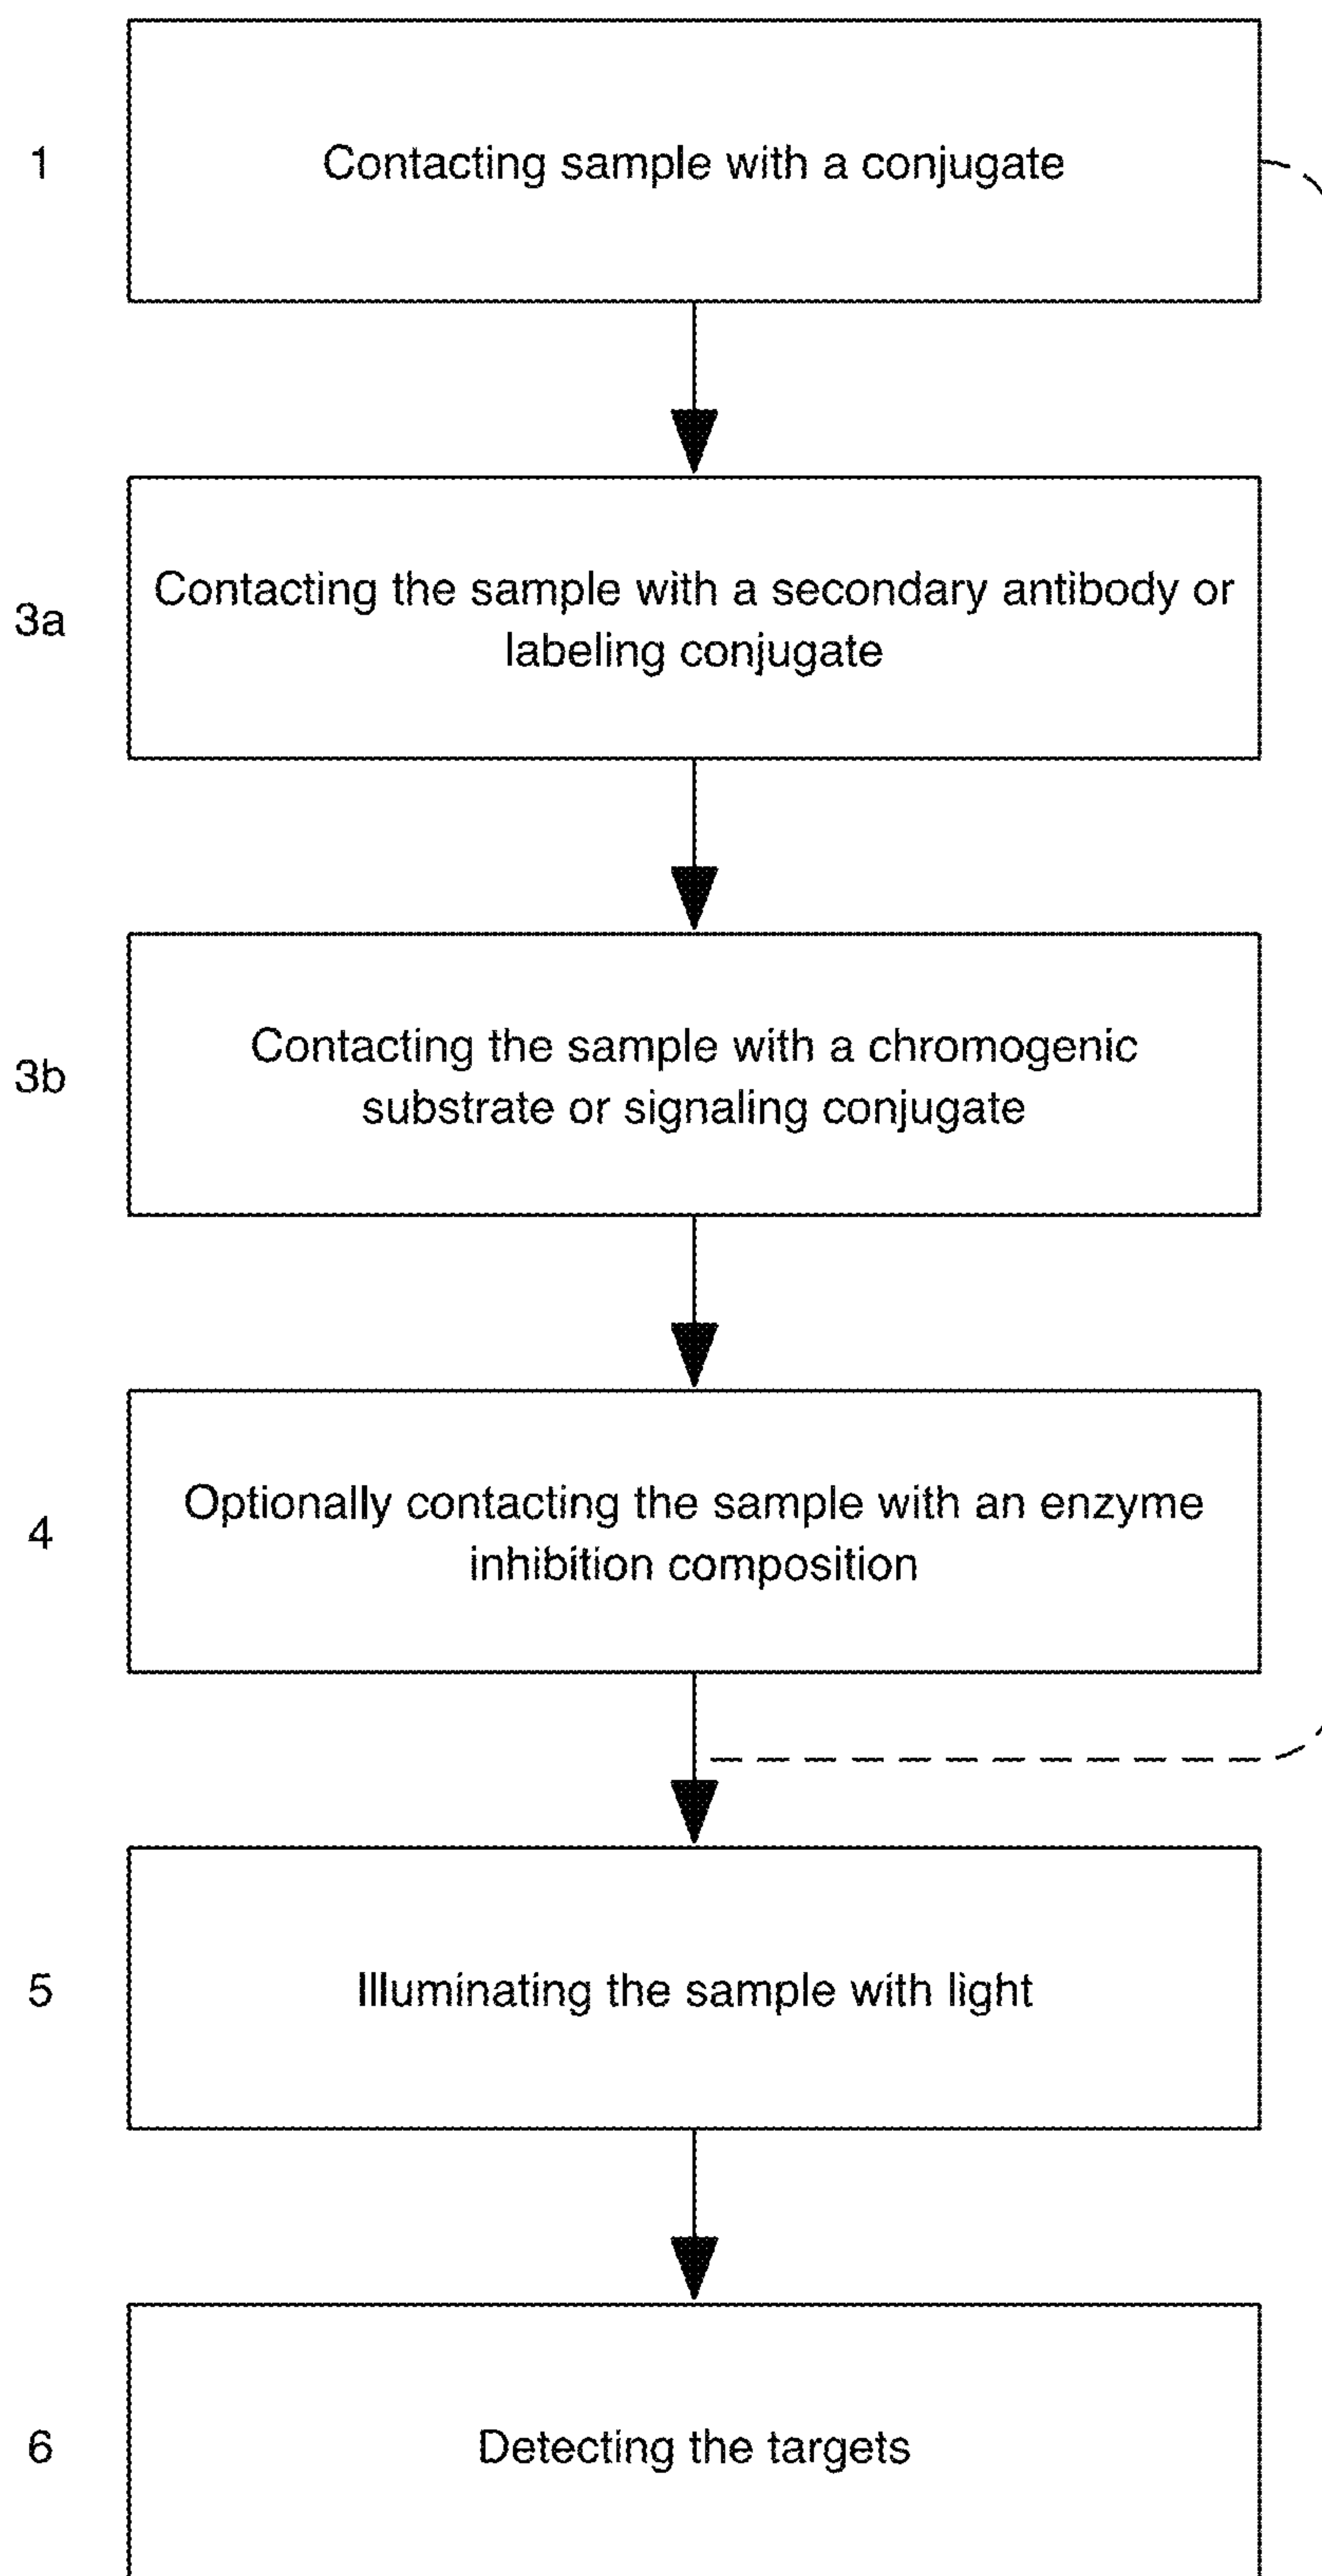 1
Contacting sample with a conjugate
3a
Contacting the sample with a secondary antibody or
labeling conjugate
3b
Contacting the sample with a chromogenic
substrate or signaling conjugate
4
Optionally contacting the sample with an enzyme
inhibition composition
5
Illuminating the sample with light
6
Detecting the targets